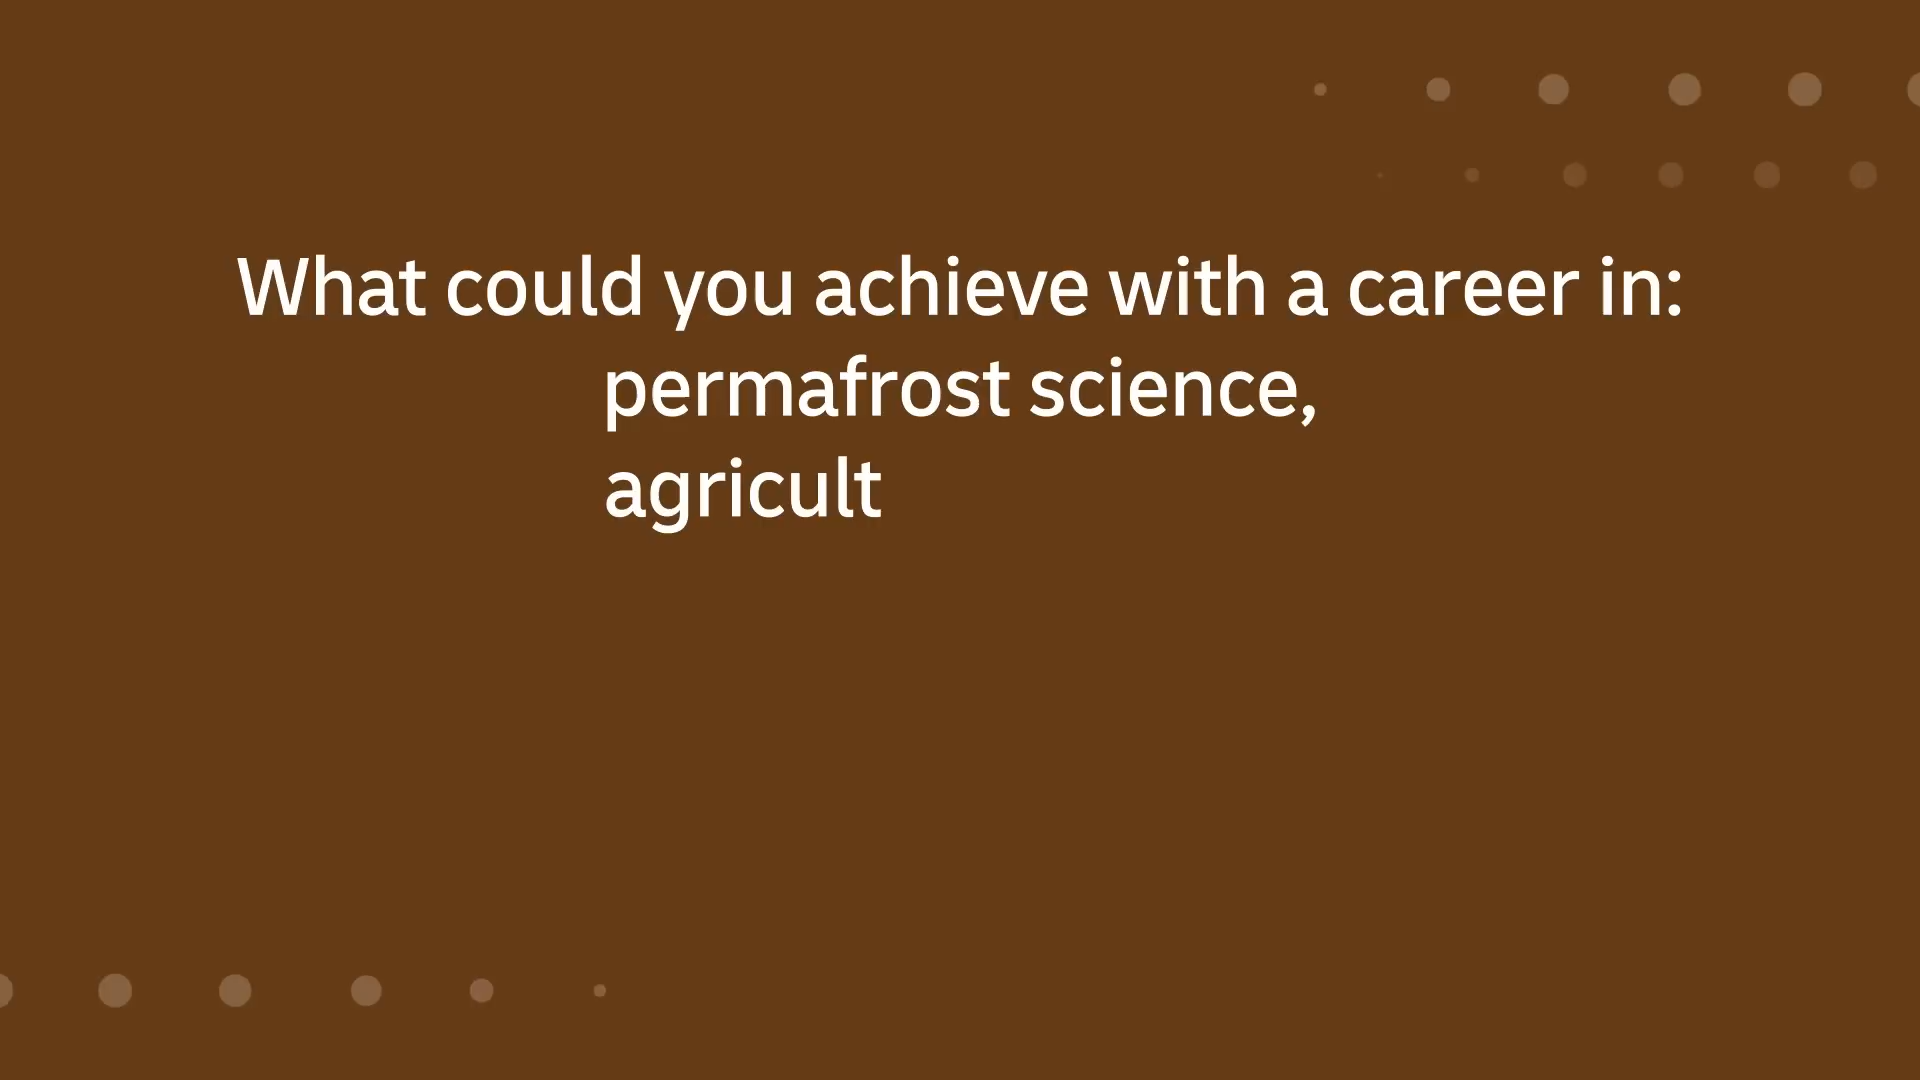 What could you achieve with a career in:
permafrost science,
agricult